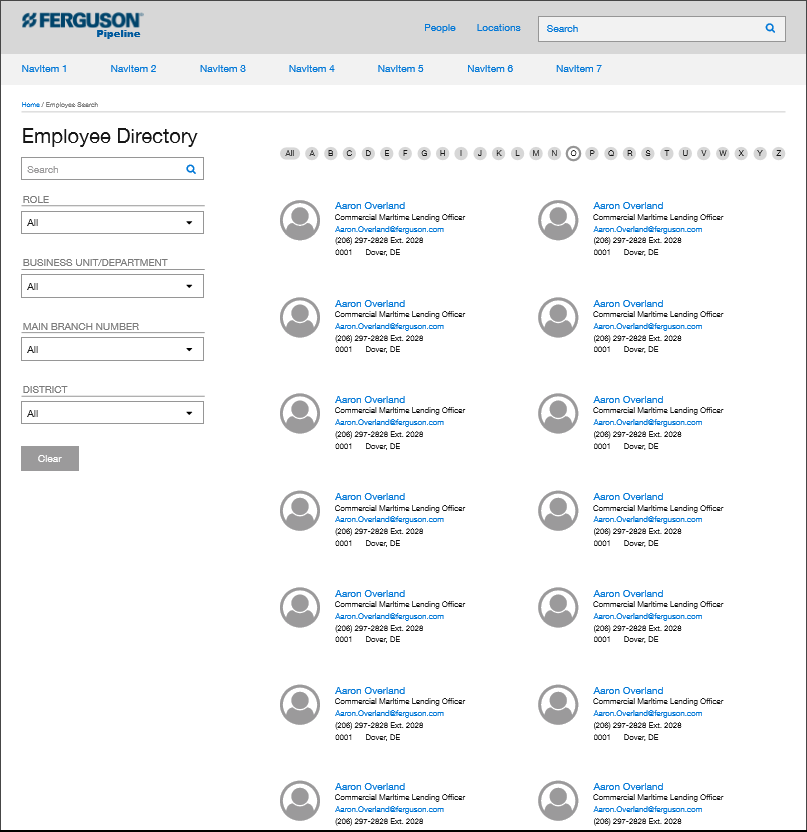 FERGUSON
Pipeline
People Locations Search
NavItem 1 NavItem 2 NavItem 3 NavItem 4 NavItem 5 NavItem 6 NavItem 7
Home / Employee Search
Employee Directory
All A B C D E F G H I J K L M N O P Q R S T U V W X Y Z
Search
ROLE
All
BUSINESS UNIT/DEPARTMENT
All
MAIN BRANCH NUMBER
All
DISTRICT
All
Clear
Aaron Overland
Commercial Maritime Lending Officer
Aaron.Overland@ferguson.com
(206) 297-2828 Ext. 2028
0001 Dover, DE
Aaron Overland
Commercial Maritime Lending Officer
Aaron.Overland@ferguson.com
(206) 297-2828 Ext. 2028
0001 Dover, DE
Aaron Overland
Commercial Maritime Lending Officer
Aaron.Overland@ferguson.com
(206) 297-2828 Ext. 2028
0001 Dover, DE
Aaron Overland
Commercial Maritime Lending Officer
Aaron.Overland@ferguson.com
(206) 297-2828 Ext. 2028
0001 Dover, DE
Aaron Overland
Commercial Maritime Lending Officer
Aaron.Overland@ferguson.com
(206) 297-2828 Ext. 2028
0001 Dover, DE
Aaron Overland
Commercial Maritime Lending Officer
Aaron.Overland@ferguson.com
(206) 297-2828 Ext. 2028
0001 Dover, DE
Aaron Overland
Commercial Maritime Lending Officer
Aaron.Overland@ferguson.com
(206) 297-2828 Ext. 2028
0001 Dover, DE
Aaron Overland
Commercial Maritime Lending Officer
Aaron.Overland@ferguson.com
(206) 297-2828 Ext. 2028
0001 Dover, DE
Aaron Overland
Commercial Maritime Lending Officer
Aaron.Overland@ferguson.com
(206) 297-2828 Ext. 2028
0001 Dover, DE
Aaron Overland
Commercial Maritime Lending Officer
Aaron.Overland@ferguson.com
(206) 297-2828 Ext. 2028
0001 Dover, DE
Aaron Overland
Commercial Maritime Lending Officer
Aaron.Overland@ferguson.com
(206) 297-2828 Ext. 2028
0001 Dover, DE
Aaron Overland
Commercial Maritime Lending Officer
Aaron.Overland@ferguson.com
(206) 297-2828 Ext. 2028
0001 Dover, DE
Aaron Overland
Commercial Maritime Lending Officer
Aaron.Overland@ferguson.com
(206) 297-2828 Ext. 2028
Aaron Overland
Commercial Maritime Lending Officer
Aaron.Overland@ferguson.com
(206) 297-2828 Ext. 2028